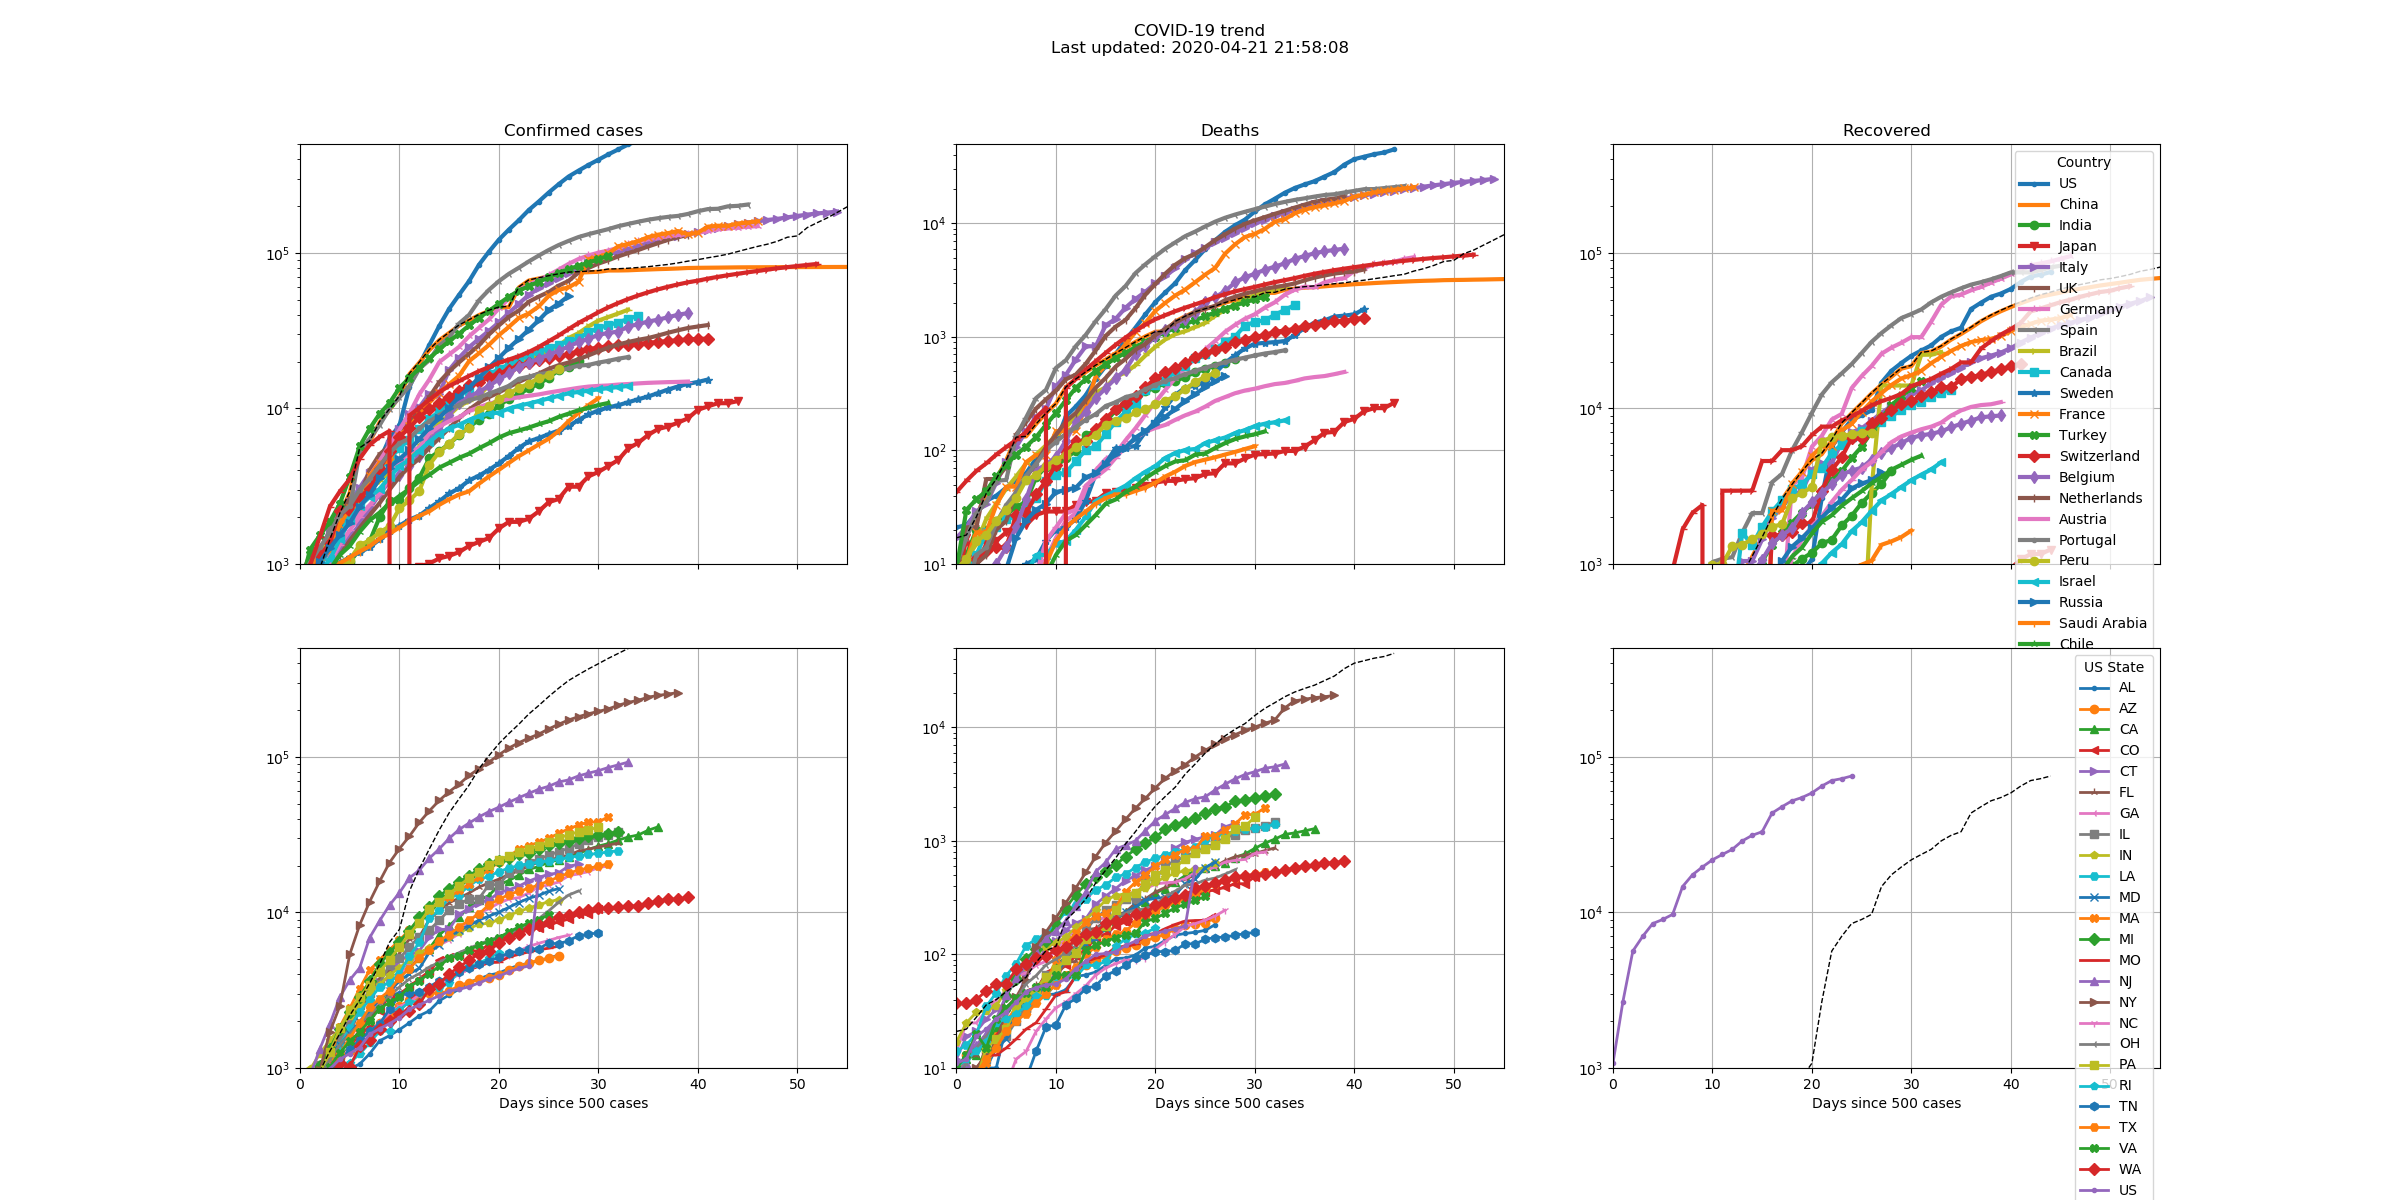 COVID-19 trend
Last updated: 2020-04-21 21:58:08
Confirmed cases
10^5
10^4
10^3
Deaths
10^4
10^3
10^2
10^1
Recovered
10^5
10^4
10^3
Country
US
China
India
Japan
Italy
UK
Germany
Spain
Brazil
Canada
Sweden
France
Turkey
Switzerland
Belgium
Netherlands
Austria
Portugal
Peru
Israel
Russia
Saudi Arabia
Chile
10^5
10^4
10^3
0 10 20 30 40 50
Days since 500 cases
10^4
10^3
10^2
10^1
0 10 20 30 40 50
Days since 500 cases
10^5
10^4
10^3
0 10 20 30 40 50
Days since 500 cases
US State
AL
AZ
CA
CO
CT
FL
GA
IL
IN
LA
MD
MA
MI
MO
NJ
NY
NC
OH
PA
RI
TN
TX
VA
WA
US